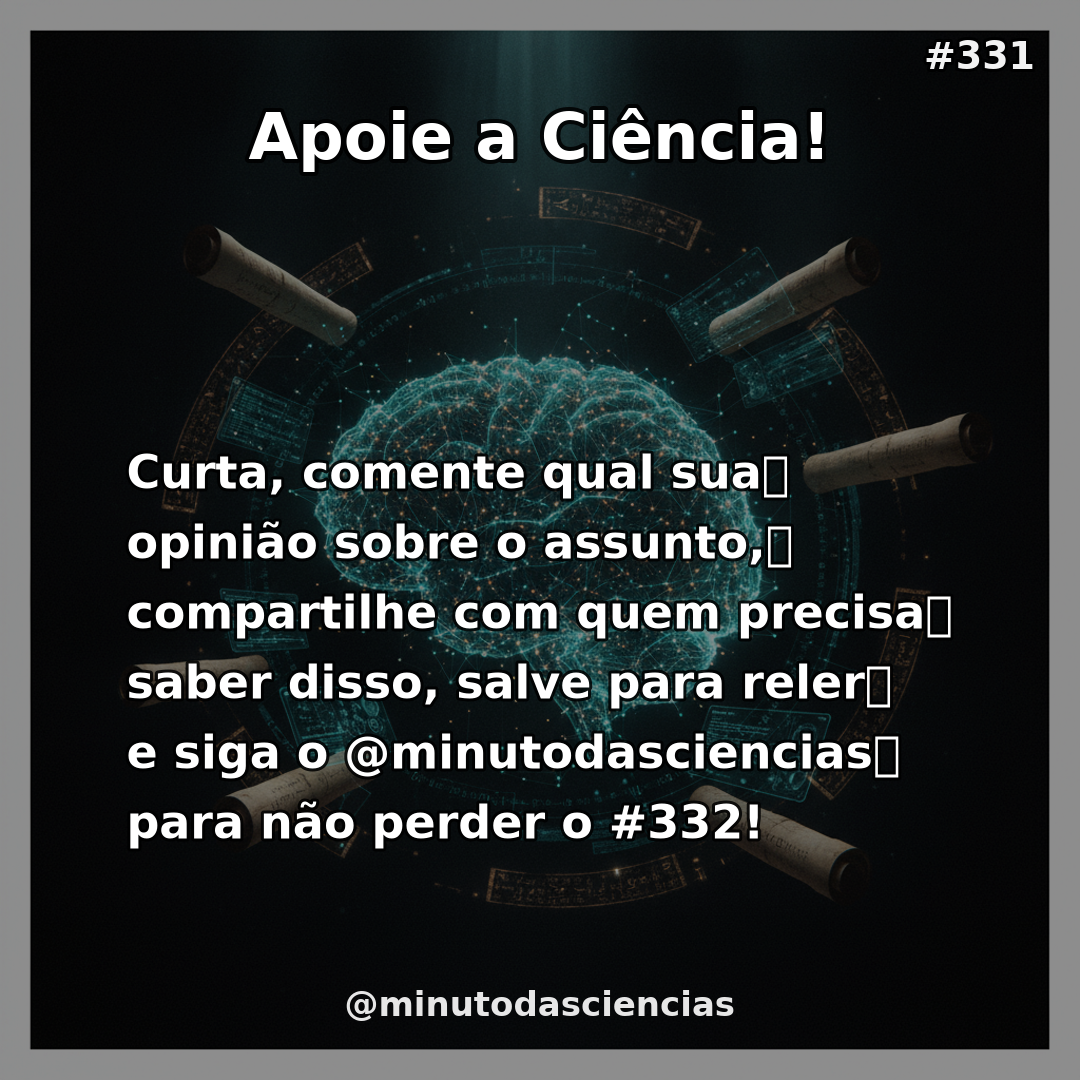 #331
Apoie a Ciência!
Curta, comente qual sua▯
opinião sobre o assunto,▯
compartilhe com quem precisa▯
saber disso, salve para reler▯
e siga o @minutodasciencias▯
para não perder o #332!
@minutodasciencias